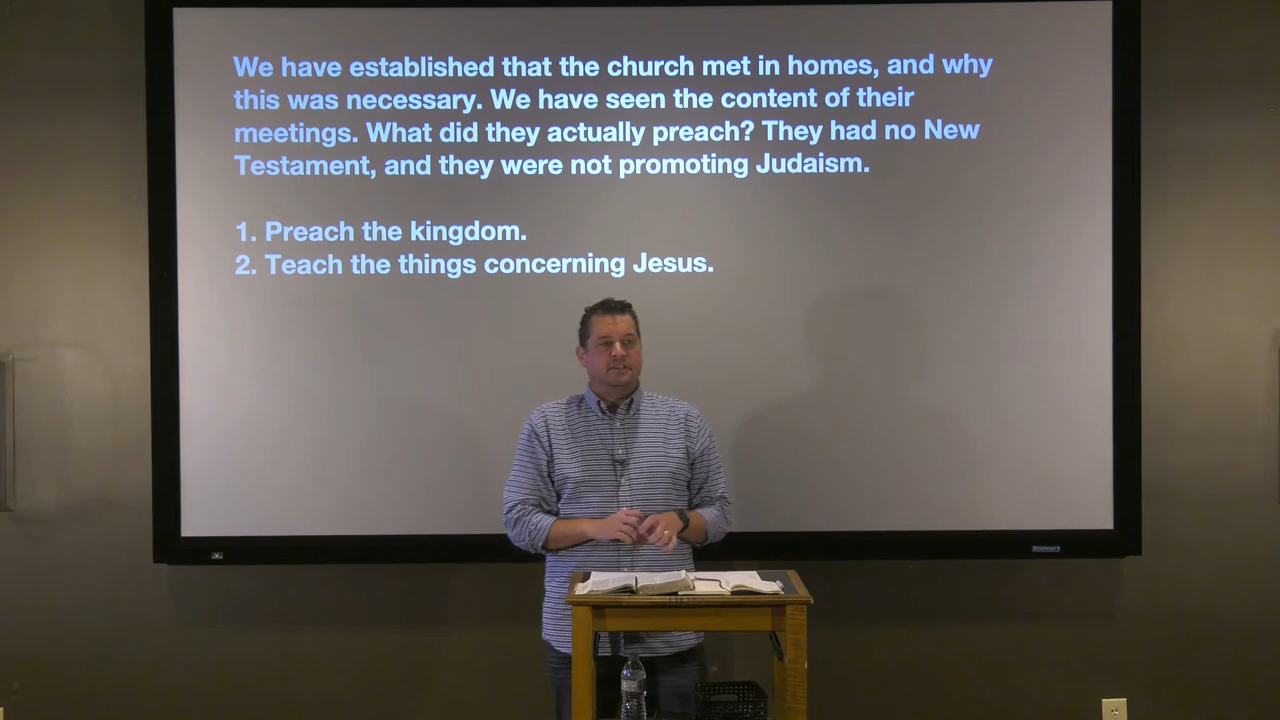 We have established that the church met in homes, and why
this was necessary. We have seen the content of their
meetings. What did they actually preach? They had no New
Testament, and they were not promoting Judaism.
1. Preach the kingdom.
2. Teach the things concerning Jesus.